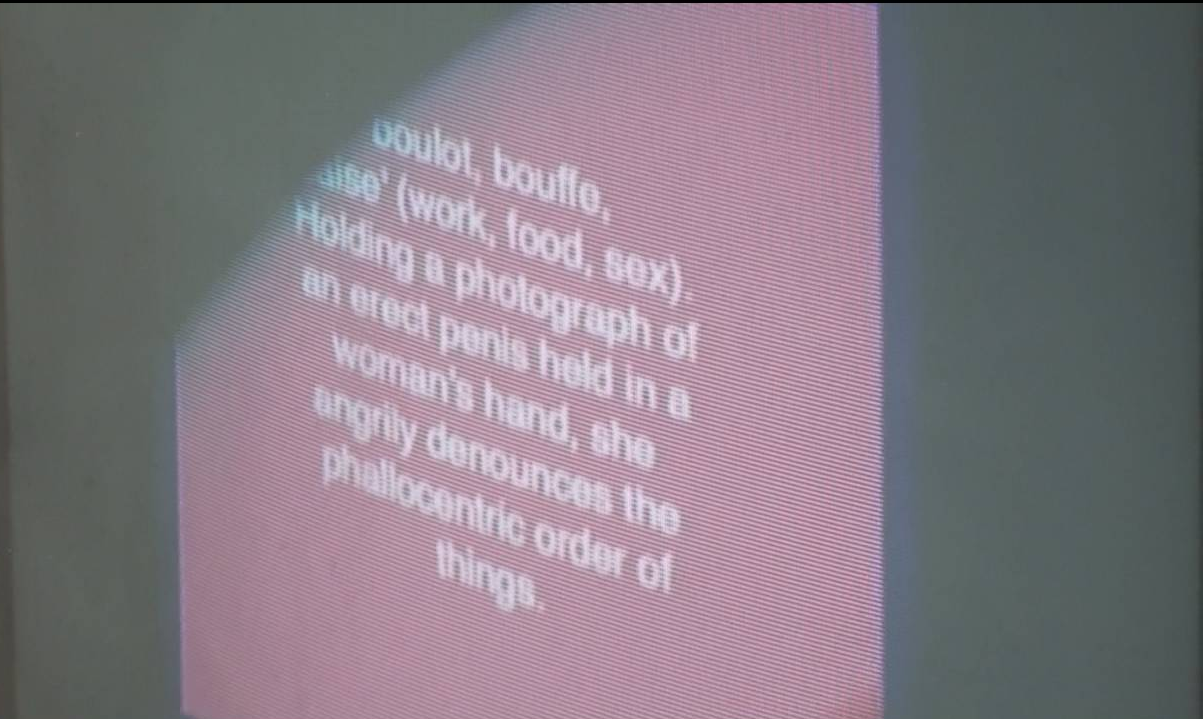 boulot, bouffe,
(work, food, sex).
Holding a photograph of
an erect penis held in a
woman's hand, she
angrily denounces the
phallocentric order of
things.